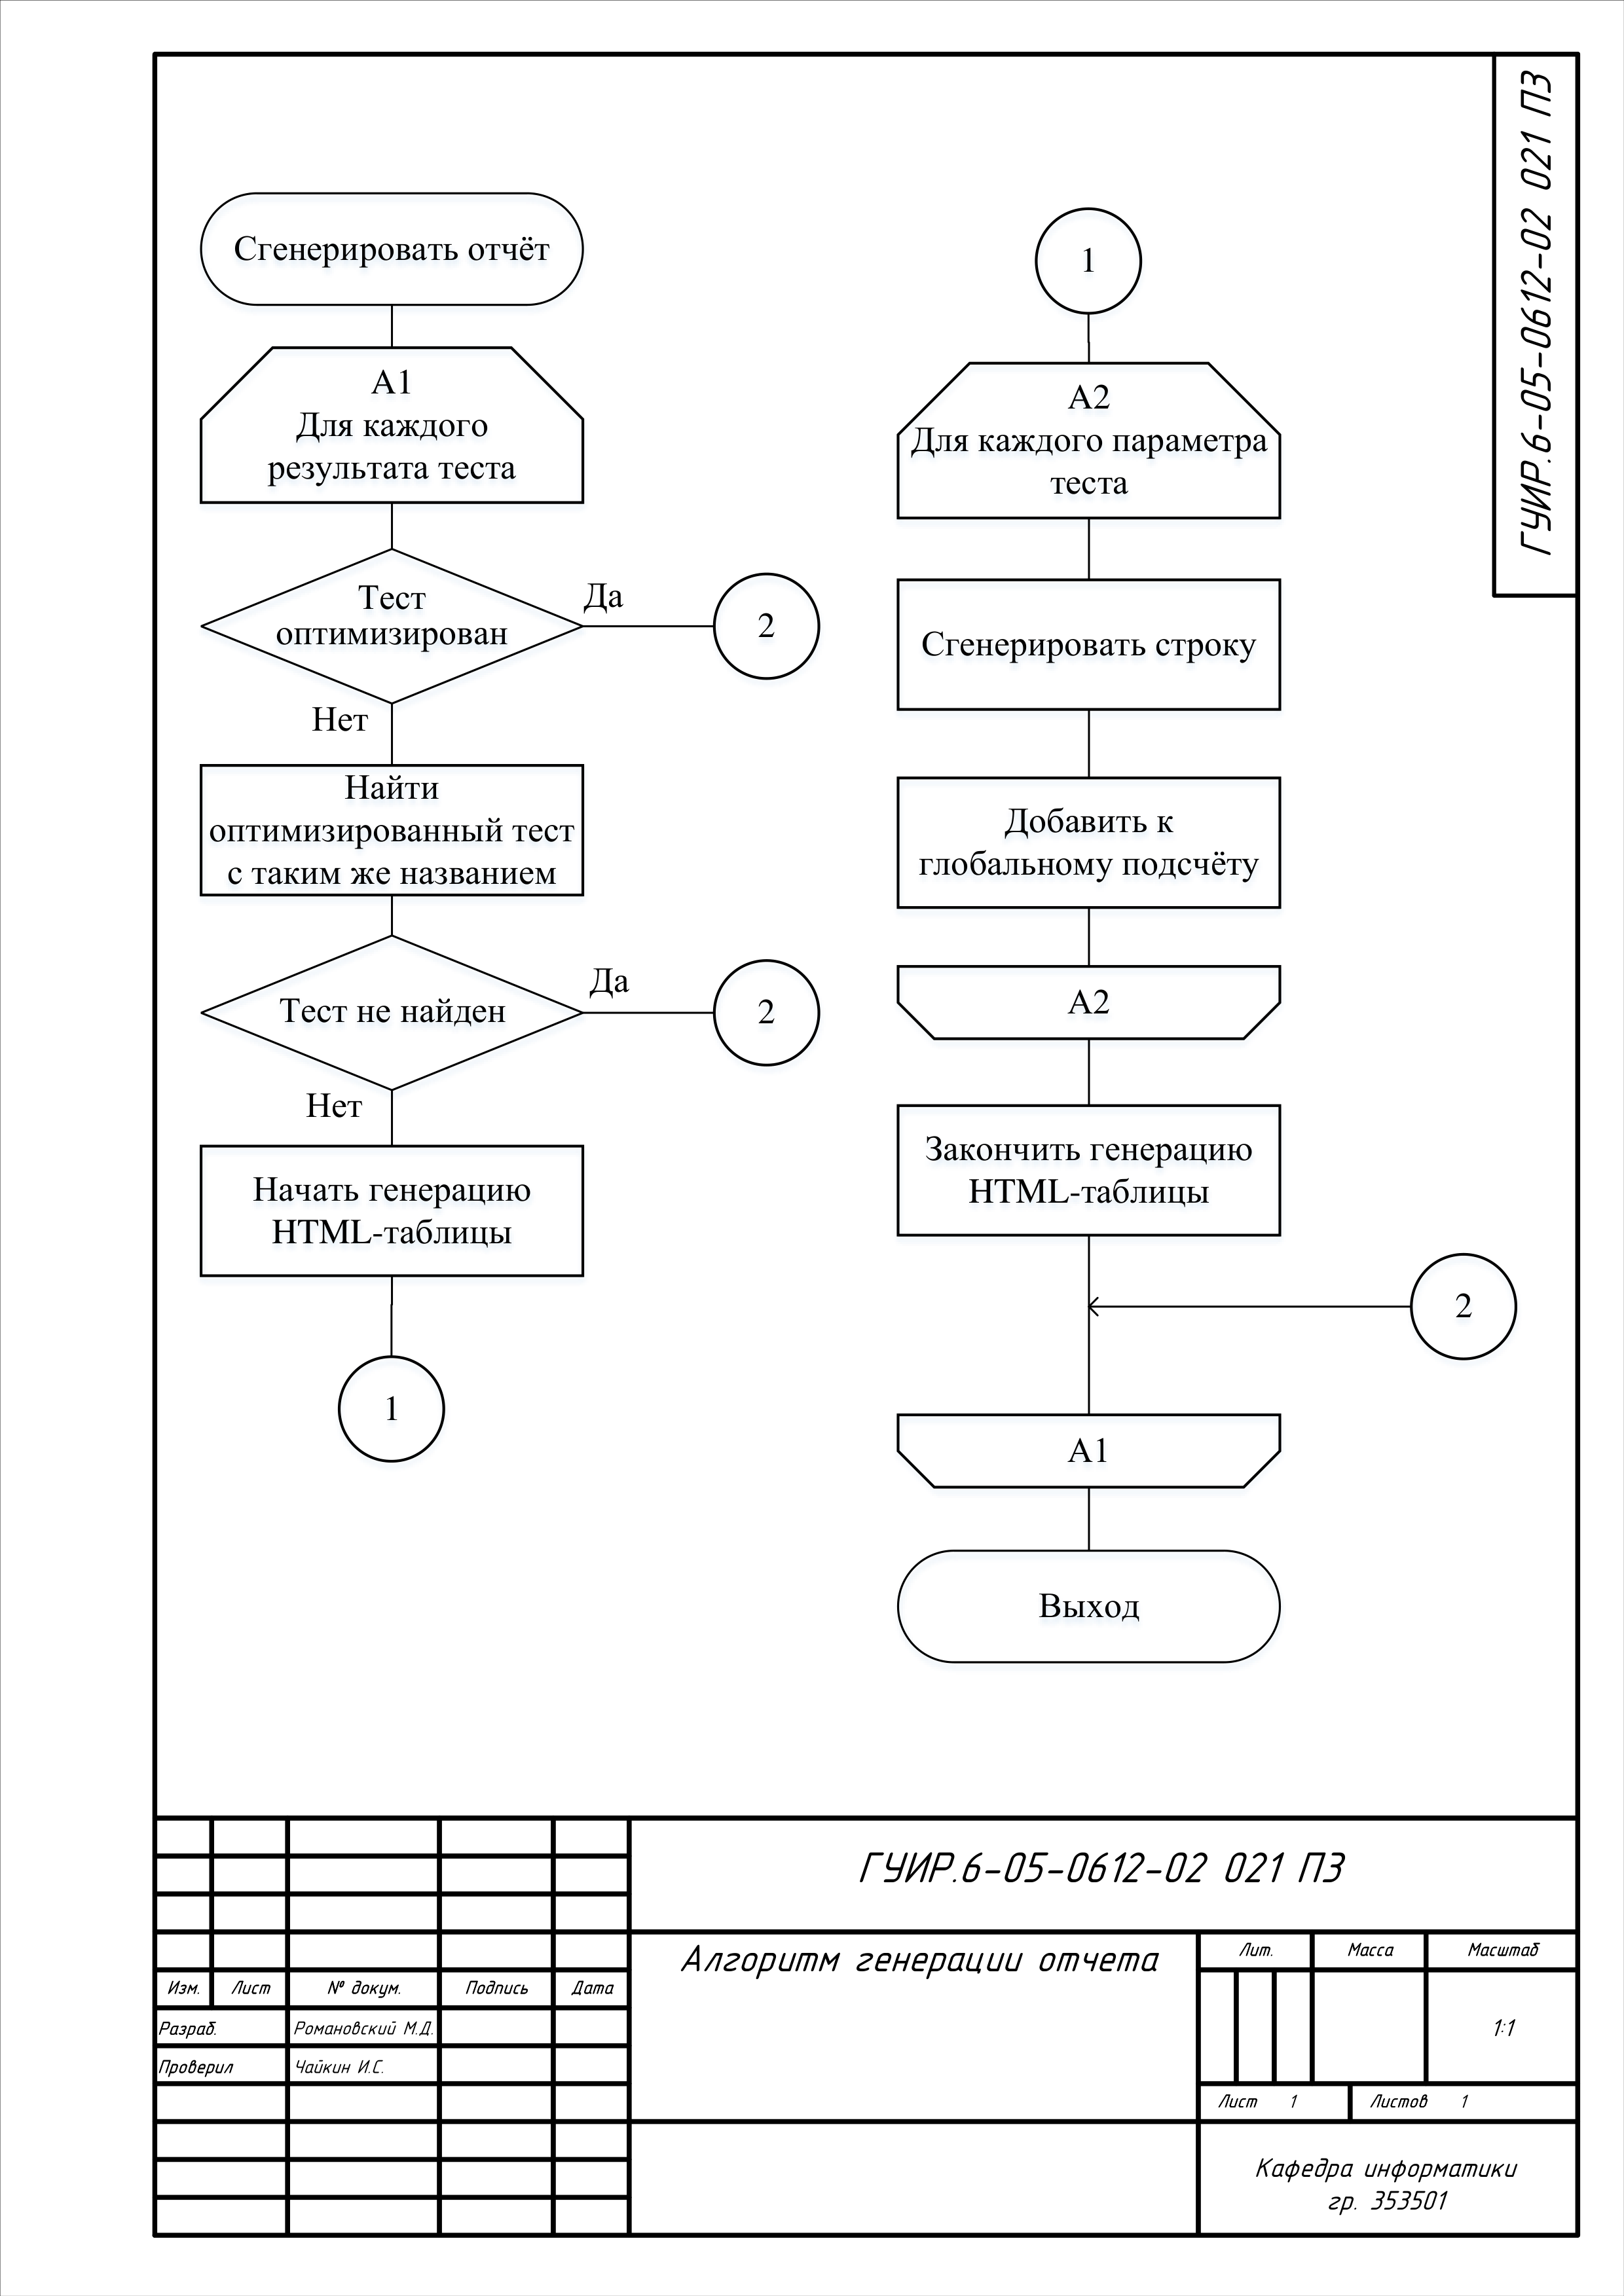 ГУИР.6-05-0612-02 021 ПЗ
Сгенерировать отчёт
А1
Для каждого
результата теста
Тест
оптимизирован
Да
2
Нет
Найти
оптимизированный тест
с таким же названием
Тест не найден
Да
2
Нет
Начать генерацию
HTML-таблицы
1
1
А2
Для каждого параметра
теста
Сгенерировать строку
Добавить к
глобальному подсчёту
А2
Закончить генерацию
HTML-таблицы
2
А1
Выход
ГУИР.6-05-0612-02 021 ПЗ
Алгоритм генерации отчета
Лит. Масса Масштаб
Изм. Лист № докум. Подпись Дата
Разраб. Романовский М.Д.
1:1
Проверил Чайкин И.С.
Лист 1 Листов 1
Кафедра информатики
гр. 353501